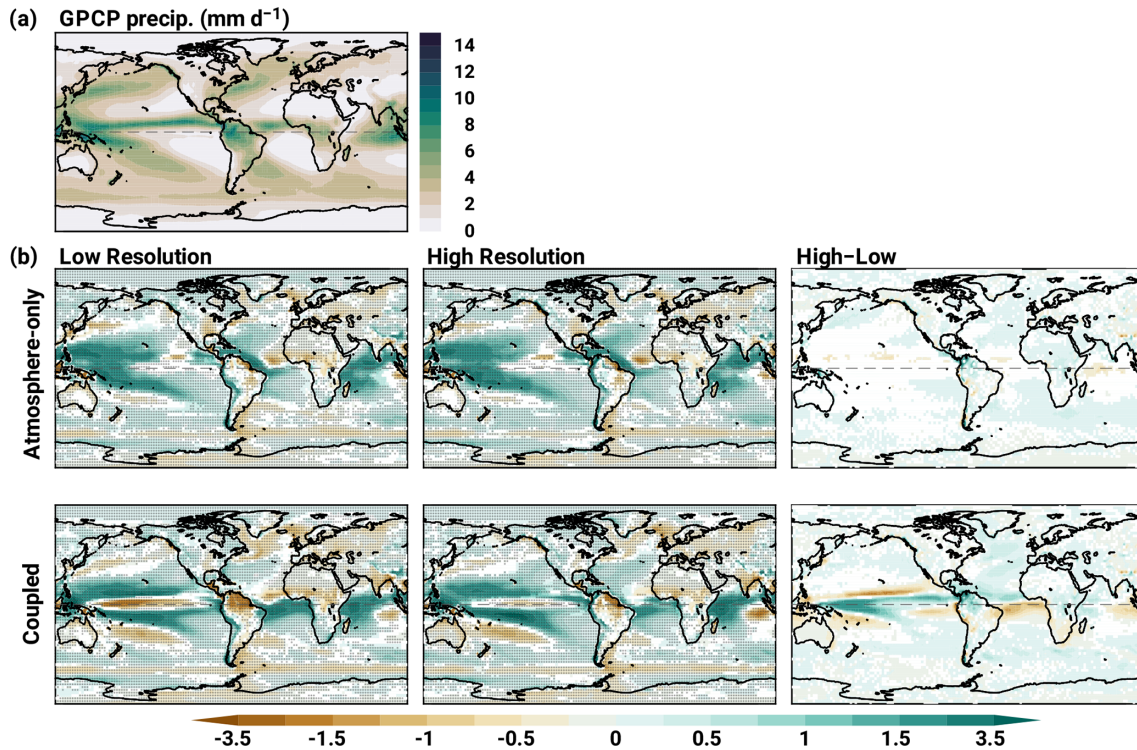 (a) GPCP precip. (mm d⁻¹)
14
12
10
8
6
4
2
0
(b) Low Resolution High Resolution High−Low
Atmosphere-only
Coupled
-3.5 -1.5 -1 -0.5 0 0.5 1 1.5 3.5